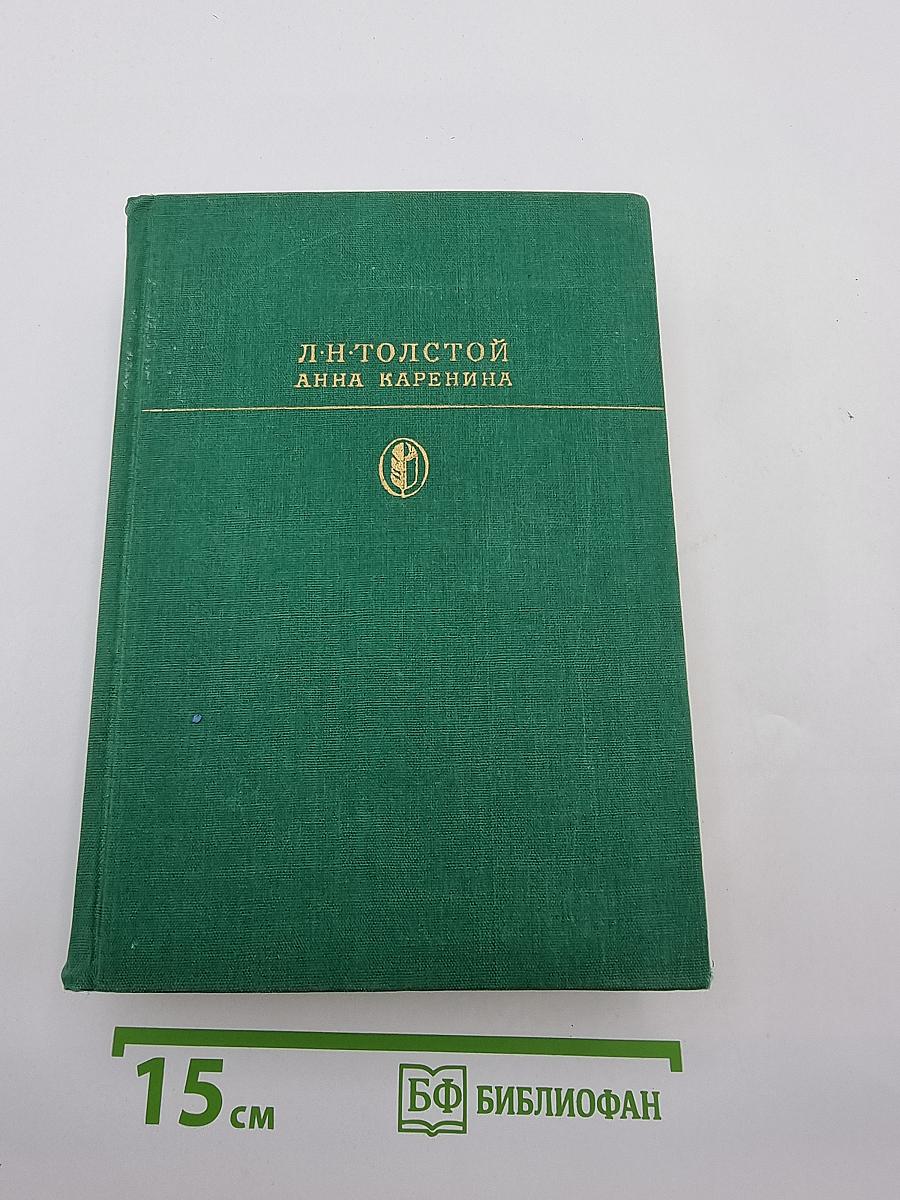 Л·Н·ТОЛСТОЙ
АННА КАРЕНИНА
15 см
БФ БИБЛИОФАН